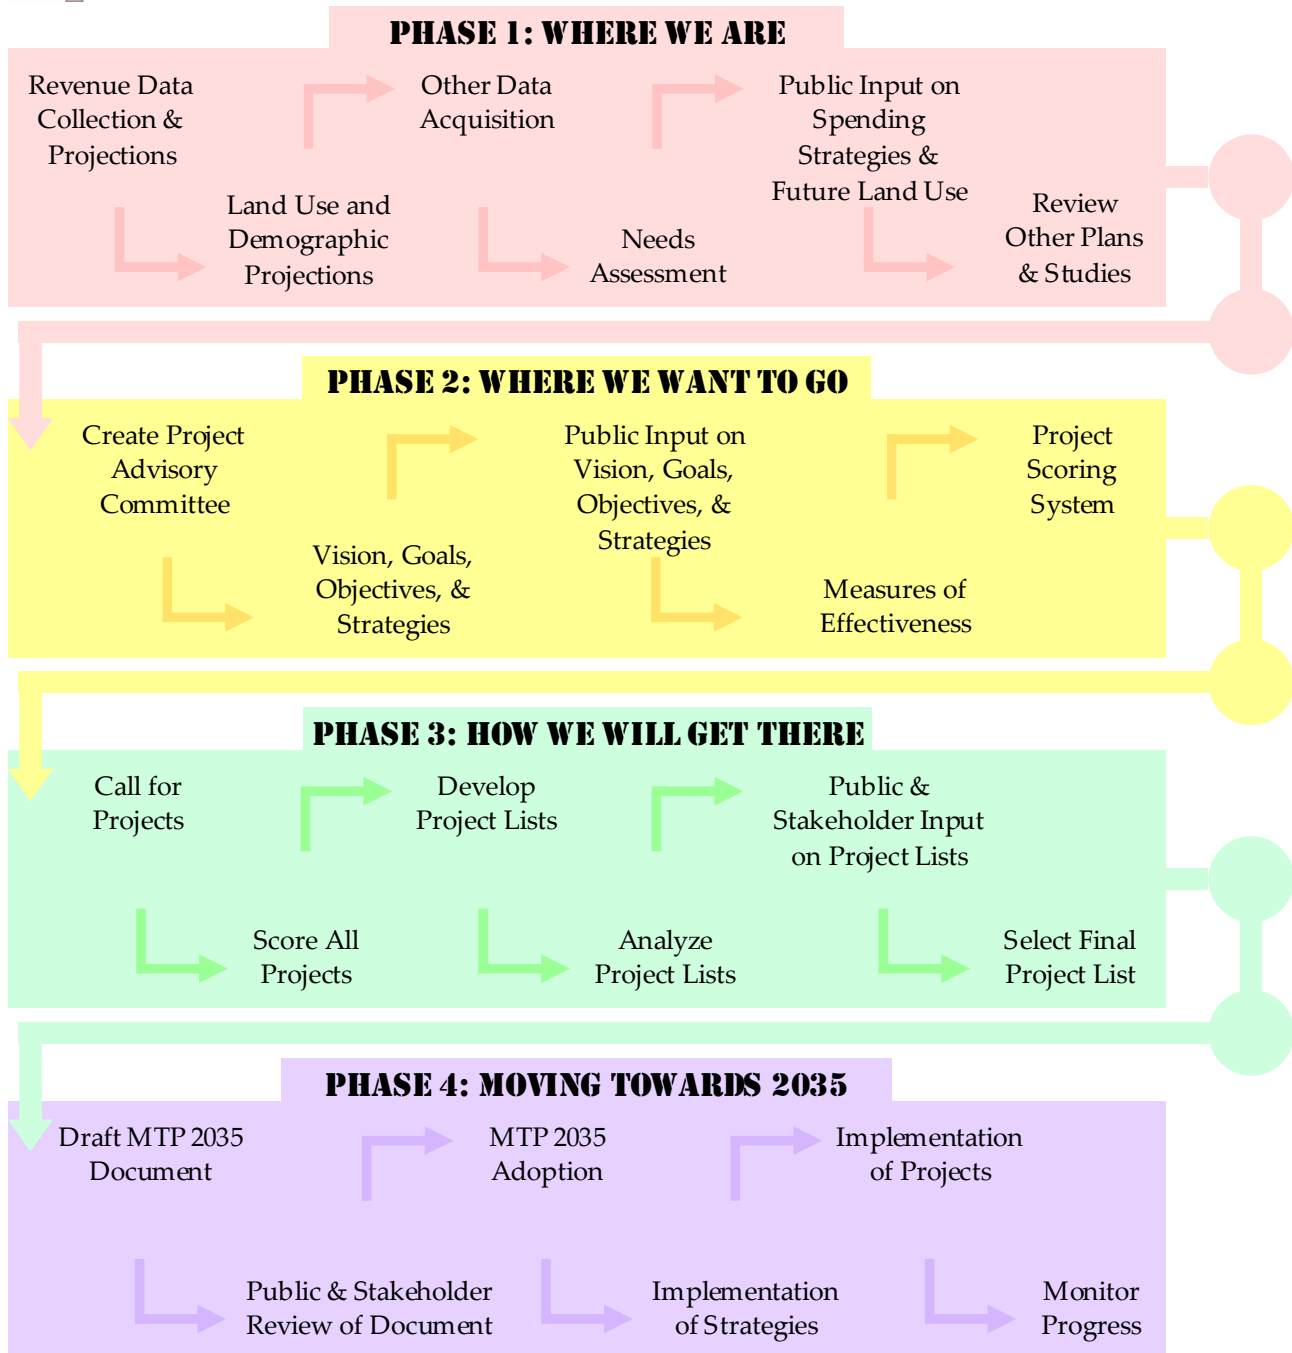 PHASE 1: WHERE WE ARE
Revenue Data
Collection &
Projections
Land Use and
Demographic
Projections
Other Data
Acquisition
Needs
Assessment
Public Input on
Spending
Strategies &
Future Land Use
Review
Other Plans
& Studies
PHASE 2: WHERE WE WANT TO GO
Create Project
Advisory
Committee
Vision, Goals,
Objectives, &
Strategies
Public Input on
Vision, Goals,
Objectives, &
Strategies
Measures of
Effectiveness
Project
Scoring
System
PHASE 3: HOW WE WILL GET THERE
Call for
Projects
Score All
Projects
Develop
Project Lists
Analyze
Project Lists
Public &
Stakeholder Input
on Project Lists
Select Final
Project List
PHASE 4: MOVING TOWARDS 2035
Draft MTP 2035
Document
Public & Stakeholder
Review of Document
MTP 2035
Adoption
Implementation
of Strategies
Implementation
of Projects
Monitor
Progress